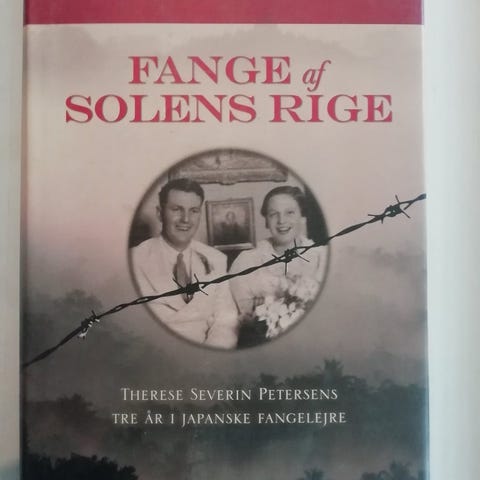 FANGE af
SOLENS RIGE
THERESE SEVERIN PETERSENS
TRE ÅR I JAPANSKE FANGELEJRE